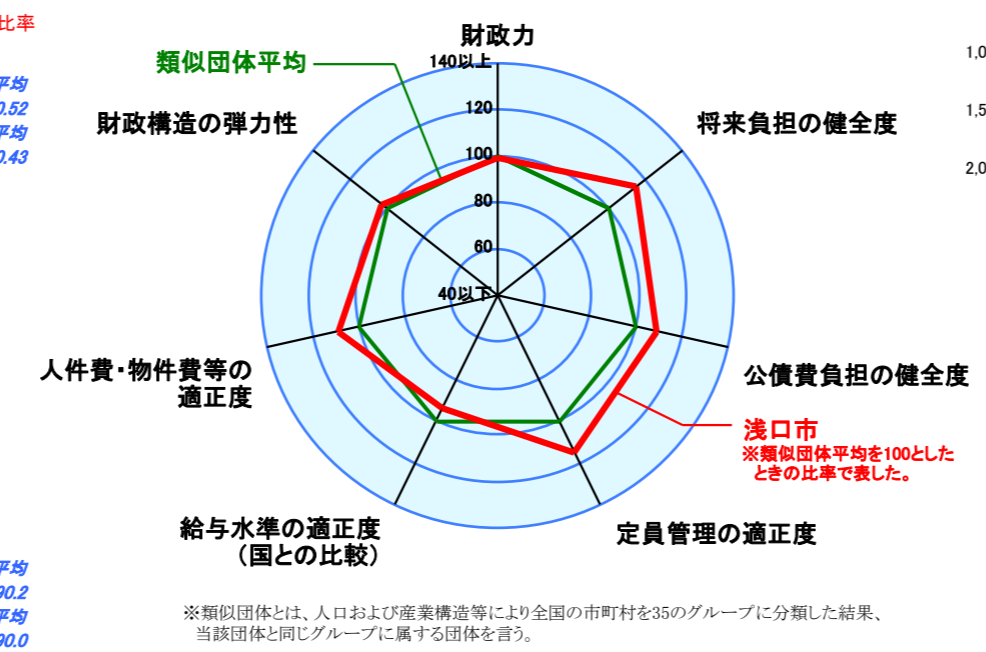 比率
平均
0.52
平均
0.43
財政力
類似団体平均
140以上
120
100
80
60
40以下
財政構造の弾力性
将来負担の健全度
1,0
1,5
2,0
人件費・物件費等の
適正度
公債費負担の健全度
浅口市
※類似団体平均を100とした
ときの比率で表した。
給与水準の適正度
(国との比較)
定員管理の適正度
平均
90.2
平均
90.0
※類似団体とは、人口および産業構造等により全国の市町村を35のグループに分類した結果、
当該団体と同じグループに属する団体を言う。